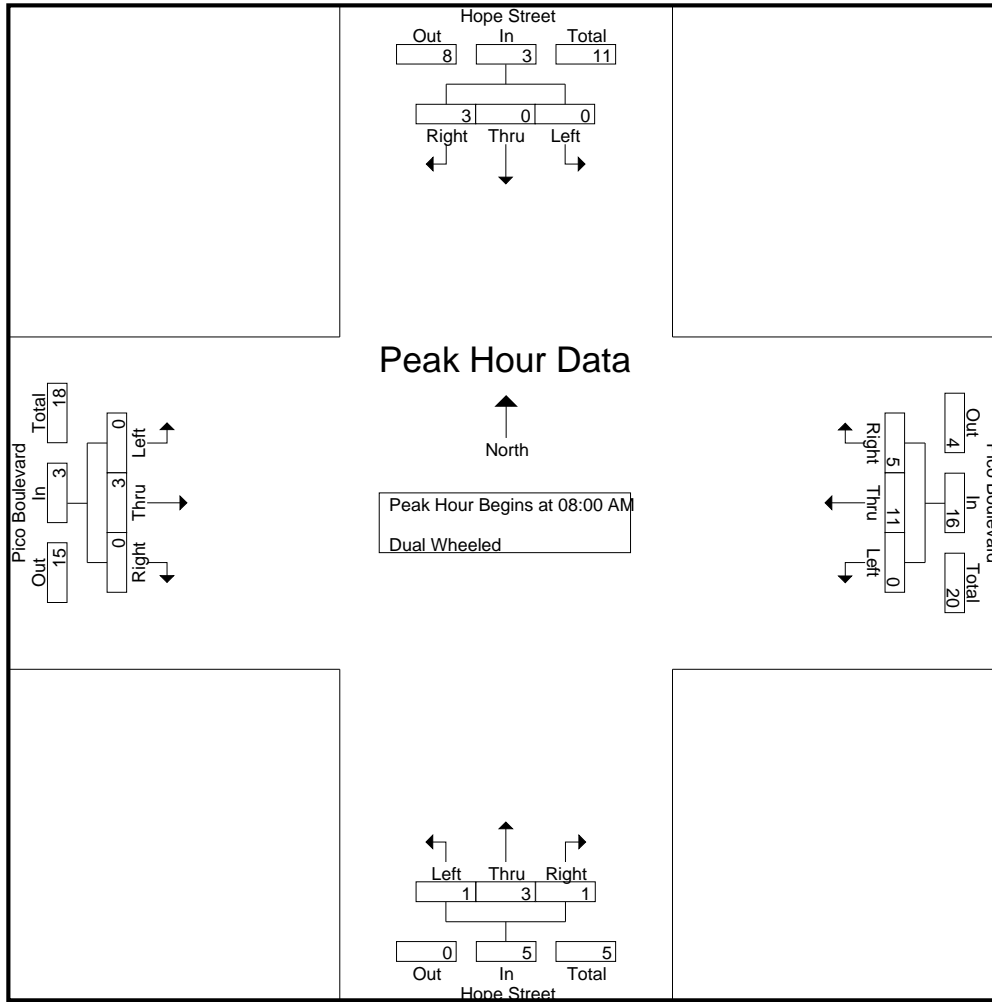 Hope Street
Out In Total
8 3 11
3 0 0
Right Thru Left
Peak Hour Data
North
Peak Hour Begins at 08:00 AM
Dual Wheeled
Pico Boulevard
Total In Out
18 3 15
0 3 0
Left Thru Right
Pico Boulevard
Out In Total
4 16 20
5 11 0
Right Thru Left
Left Thru Right
1 3 1
0 5 5
Out In Total
Hope Street